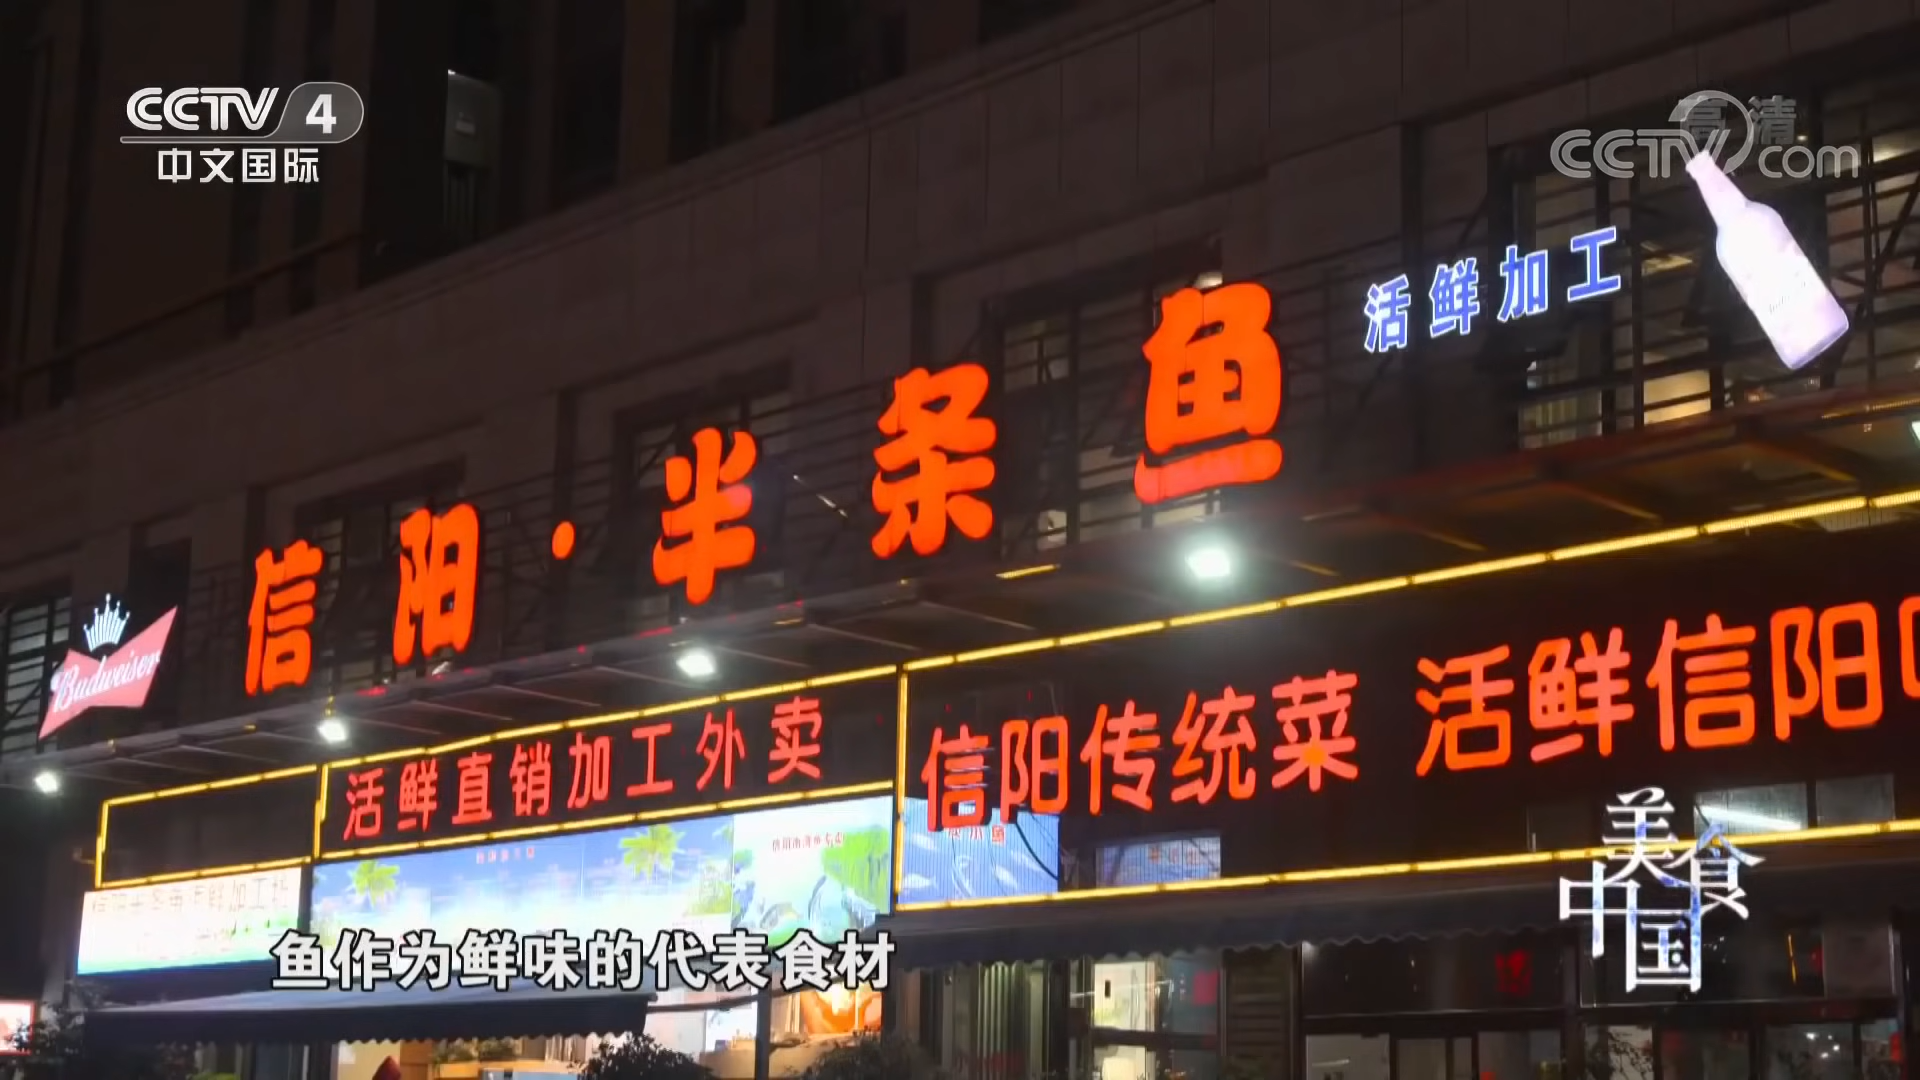 CCTV 4
中文国际
高清
CCTV com
活鲜加工
信阳·半条鱼
Budweiser
活鲜直销加工外卖
信阳传统菜 活鲜信阳
美食中国
鱼作为鲜味的代表食材